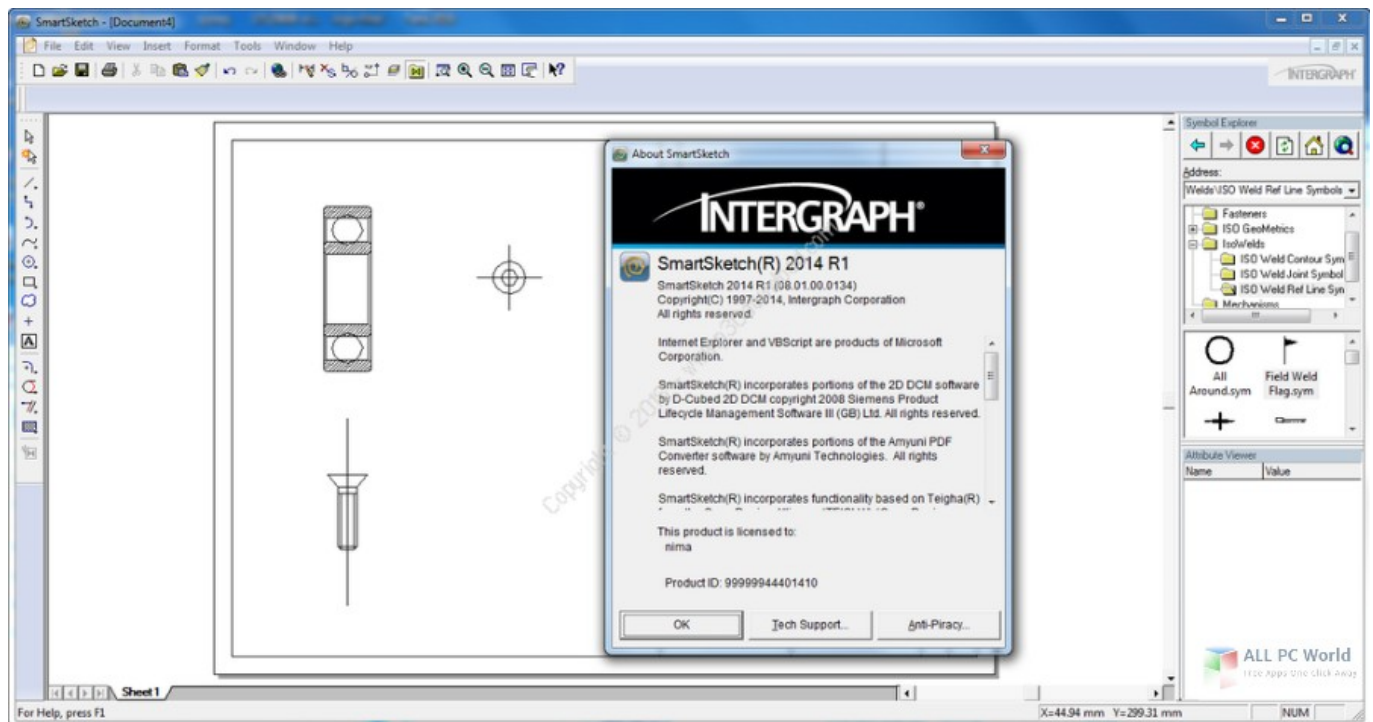 SmartSketch - [Document4]
File Edit View Insert Format Tools Window Help
INTERGRAPH
Symbol Explorer
Address:
Welds\ISO Weld Ref Line Symbols
Fasteners
ISO GeoMetrics
IsoWelds
ISO Weld Contour Sym
ISO Weld Joint Symbol
ISO Weld Ref Line Syn
Mechanisms
All Around.sym
Field Weld Flag.sym
Attribute Viewer
Name Value
A
About SmartSketch
INTERGRAPH®
SmartSketch(R) 2014 R1
SmartSketch 2014 R1 (08.01.00.0134)
Copyright(C) 1997-2014, Intergraph Corporation
All rights reserved.
Internet Explorer and VBScript are products of Microsoft
Corporation.
SmartSketch(R) incorporates portions of the 2D DCM software
by D-Cubed 2D DCM copyright 2008 Siemens Product
Lifecycle Management Software III (GB) Ltd. All rights reserved.
SmartSketch(R) incorporates portions of the Amyuni PDF
Converter software by Amyuni Technologies. All rights
reserved.
SmartSketch(R) incorporates functionality based on Teigha(R)
This product is licensed to:
nima
Product ID: 99999944401410
OK Tech Support... Anti-Piracy...
Copyright © 20
ALL PC World
Free Apps One Click Away
Sheet1
For Help, press F1
X=44.94 mm Y=299.31 mm
NUM